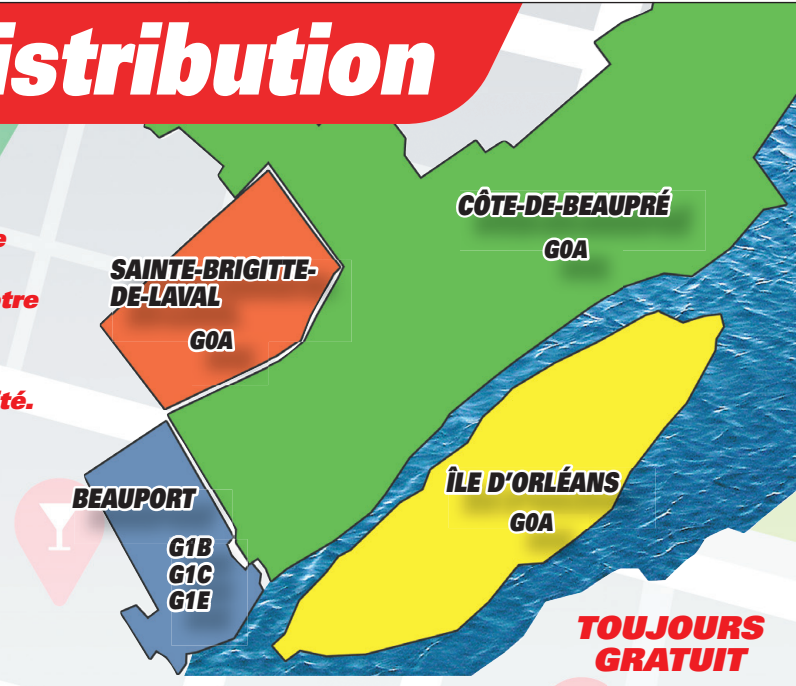 istribution
CÔTE-DE-BEAUPRÉ
G0A
SAINTE-BRIGITTE-
DE-LAVAL
G0A
té.
BEAUPORT
G1B
G1C
G1E
ÎLE D'ORLÉANS
G0A
TOUJOURS
GRATUIT